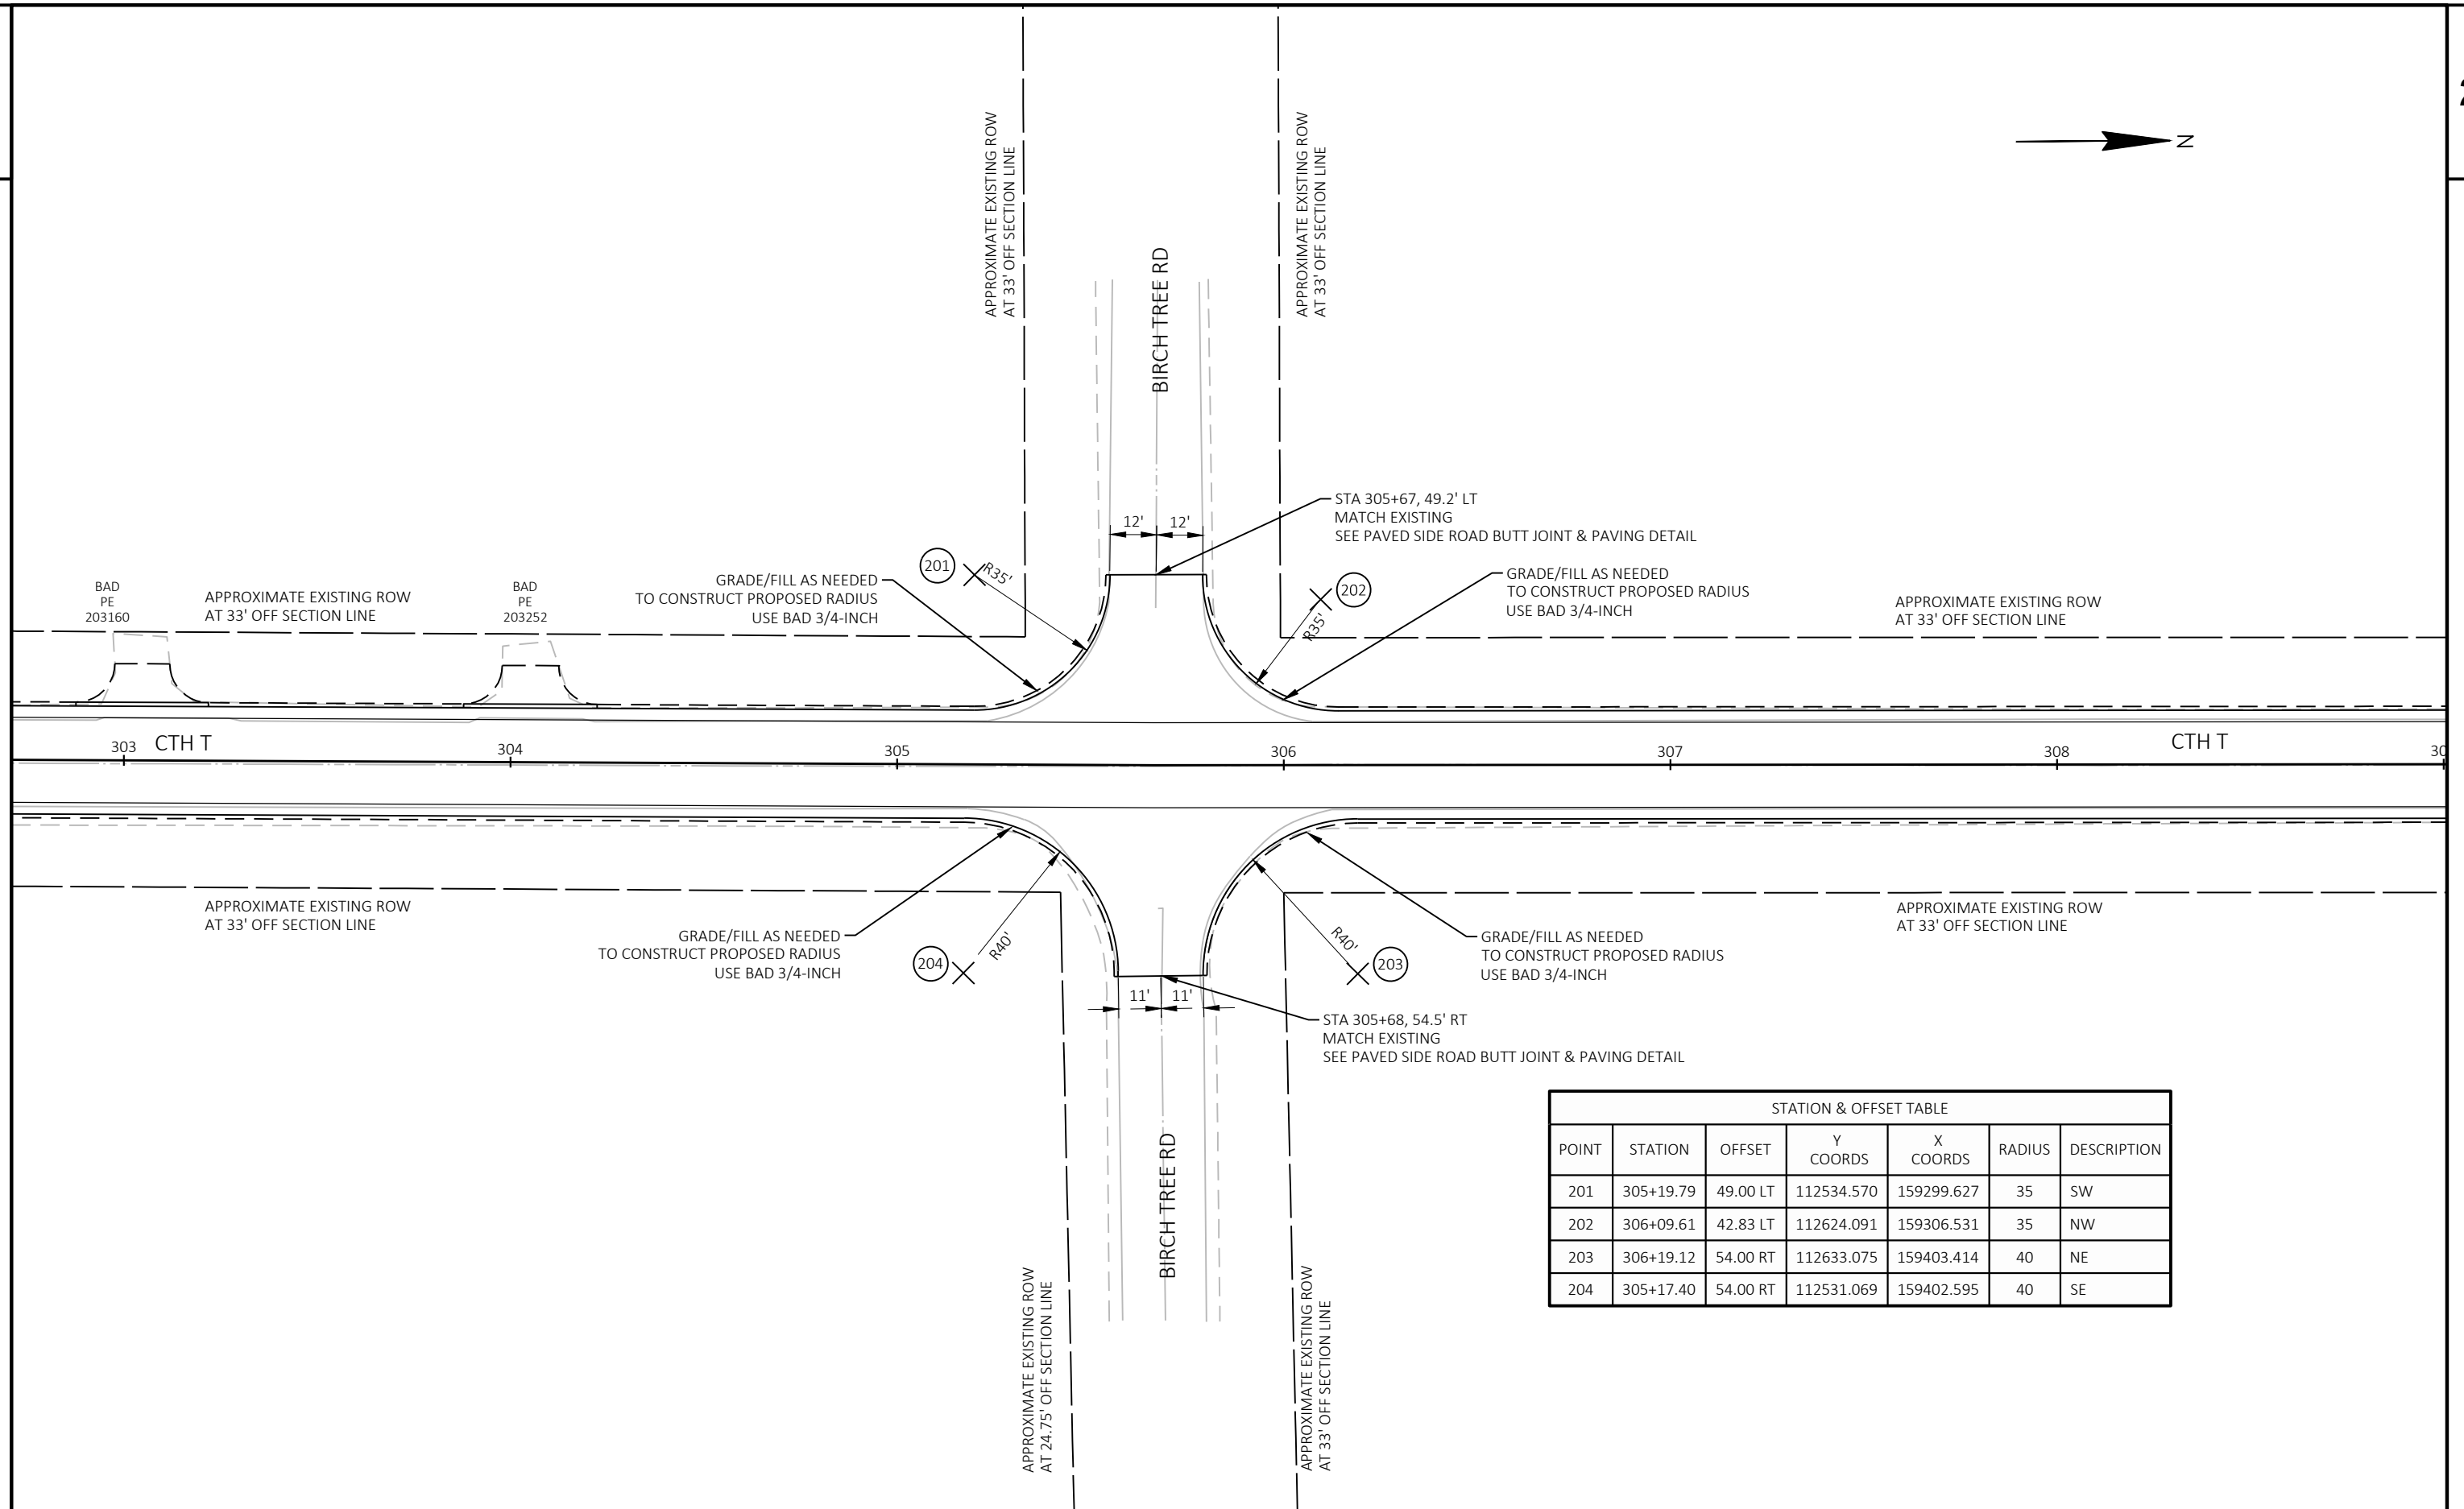 N
APPROXIMATE EXISTING ROW
AT 33' OFF SECTION LINE
BIRCH TREE RD
APPROXIMATE EXISTING ROW
AT 33' OFF SECTION LINE
STA 305+67, 49.2' LT
MATCH EXISTING
SEE PAVED SIDE ROAD BUTT JOINT & PAVING DETAIL
12' 12'
201
R35'
GRADE/FILL AS NEEDED
TO CONSTRUCT PROPOSED RADIUS
USE BAD 3/4-INCH
202
R35'
GRADE/FILL AS NEEDED
TO CONSTRUCT PROPOSED RADIUS
USE BAD 3/4-INCH
BAD
PE
203160
APPROXIMATE EXISTING ROW
AT 33' OFF SECTION LINE
BAD
PE
203252
APPROXIMATE EXISTING ROW
AT 33' OFF SECTION LINE
303 CTH T 304 305 306 307 308 CTH T 30
APPROXIMATE EXISTING ROW
AT 33' OFF SECTION LINE
GRADE/FILL AS NEEDED
TO CONSTRUCT PROPOSED RADIUS
USE BAD 3/4-INCH
204
R40'
R40'
203
GRADE/FILL AS NEEDED
TO CONSTRUCT PROPOSED RADIUS
USE BAD 3/4-INCH
APPROXIMATE EXISTING ROW
AT 33' OFF SECTION LINE
11' 11'
STA 305+68, 54.5' RT
MATCH EXISTING
SEE PAVED SIDE ROAD BUTT JOINT & PAVING DETAIL
BIRCH TREE RD
APPROXIMATE EXISTING ROW
AT 24.75' OFF SECTION LINE
APPROXIMATE EXISTING ROW
AT 33' OFF SECTION LINE
STATION & OFFSET TABLE
POINT STATION OFFSET Y COORDS X COORDS RADIUS DESCRIPTION
201 305+19.79 49.00 LT 112534.570 159299.627 35 SW
202 306+09.61 42.83 LT 112624.091 159306.531 35 NW
203 306+19.12 54.00 RT 112633.075 159403.414 40 NE
204 305+17.40 54.00 RT 112531.069 159402.595 40 SE